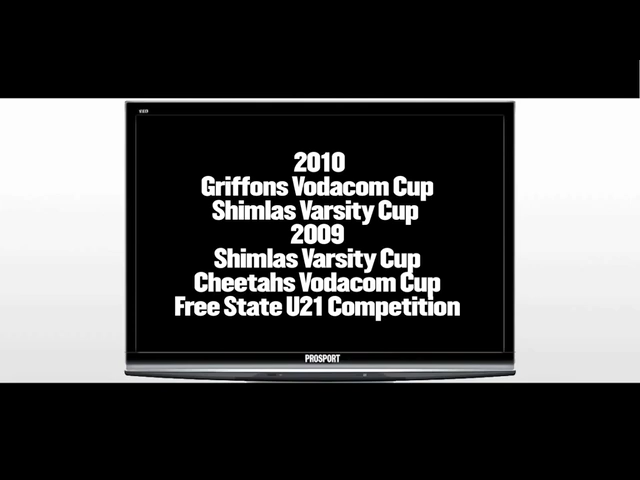 2010
Griffons Vodacom Cup
Shimlas Varsity Cup
2009
Shimlas Varsity Cup
Cheetahs Vodacom Cup
Free State U21 Competition
PROSPORT